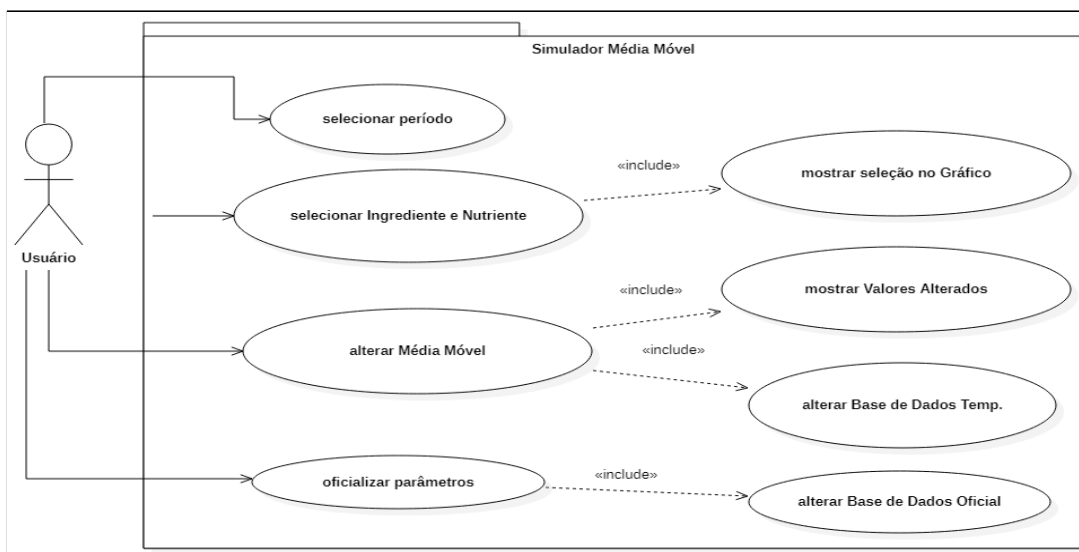 Simulador Média Móvel
selecionar período
«include»
mostrar seleção no Gráfico
selecionar Ingrediente e Nutriente
Usuário
«include»
mostrar Valores Alterados
alterar Média Móvel
«include»
alterar Base de Dados Temp.
oficializar parâmetros
«include»
alterar Base de Dados Oficial